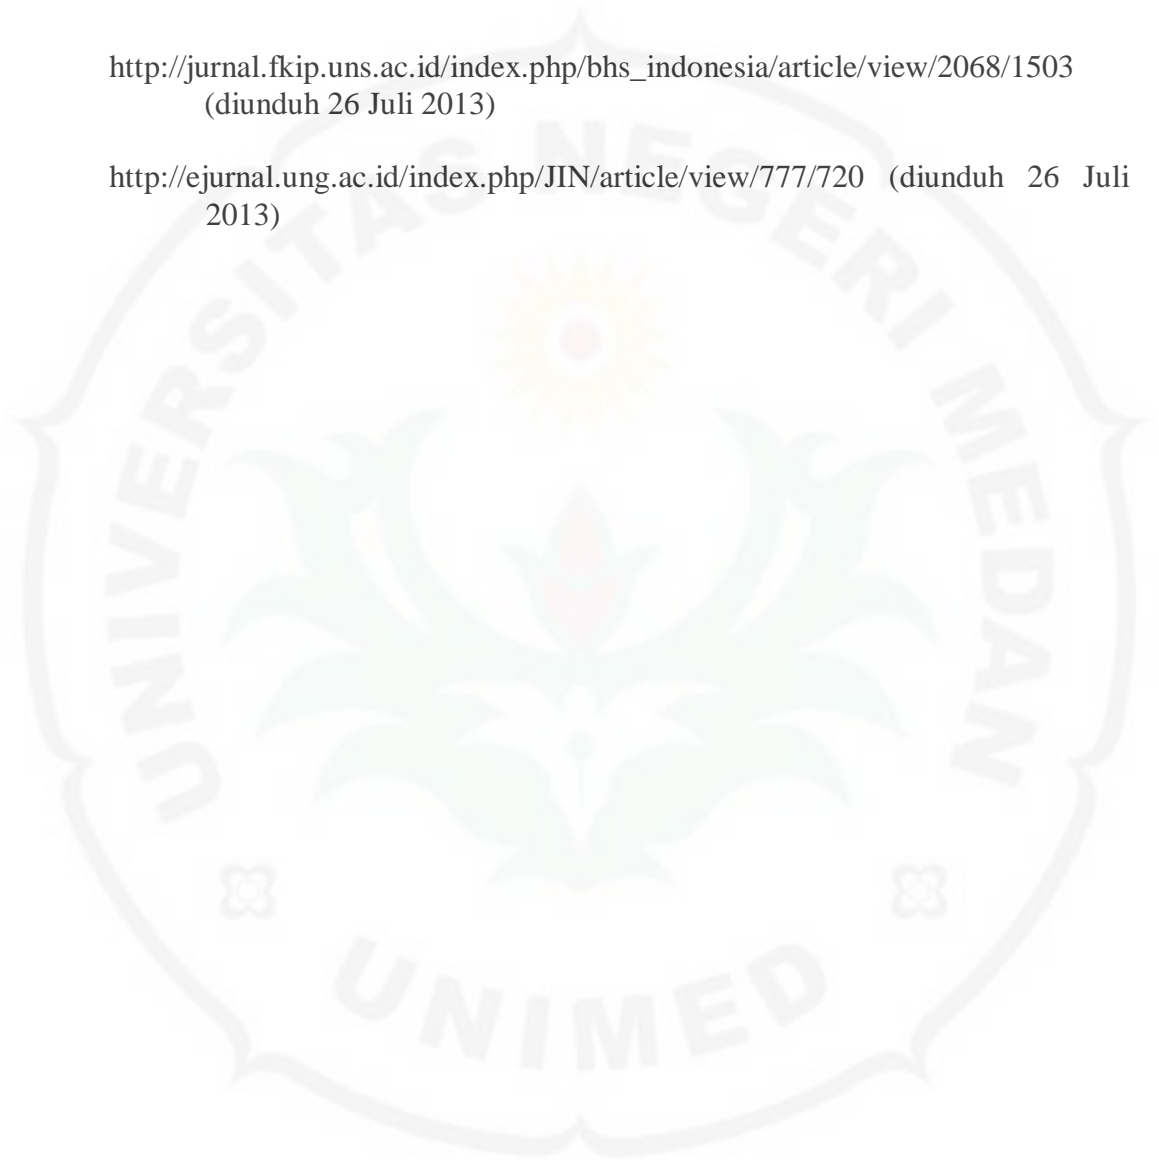 http://jurnal.fkip.uns.ac.id/index.php/bhs_indonesia/article/view/2068/1503
(diunduh 26 Juli 2013)
http://ejurnal.ung.ac.id/index.php/JIN/article/view/777/720 (diunduh 26 Juli
2013)
UNIVERSITAS NEGERI MEDAN
UNIMED